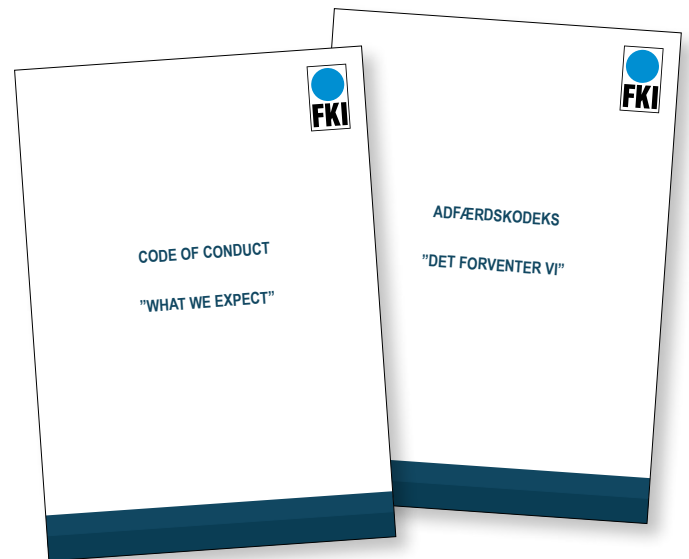 FKI
CODE OF CONDUCT
”WHAT WE EXPECT”
FKI
ADFÆRDSKODEKS
”DET FORVENTER VI”